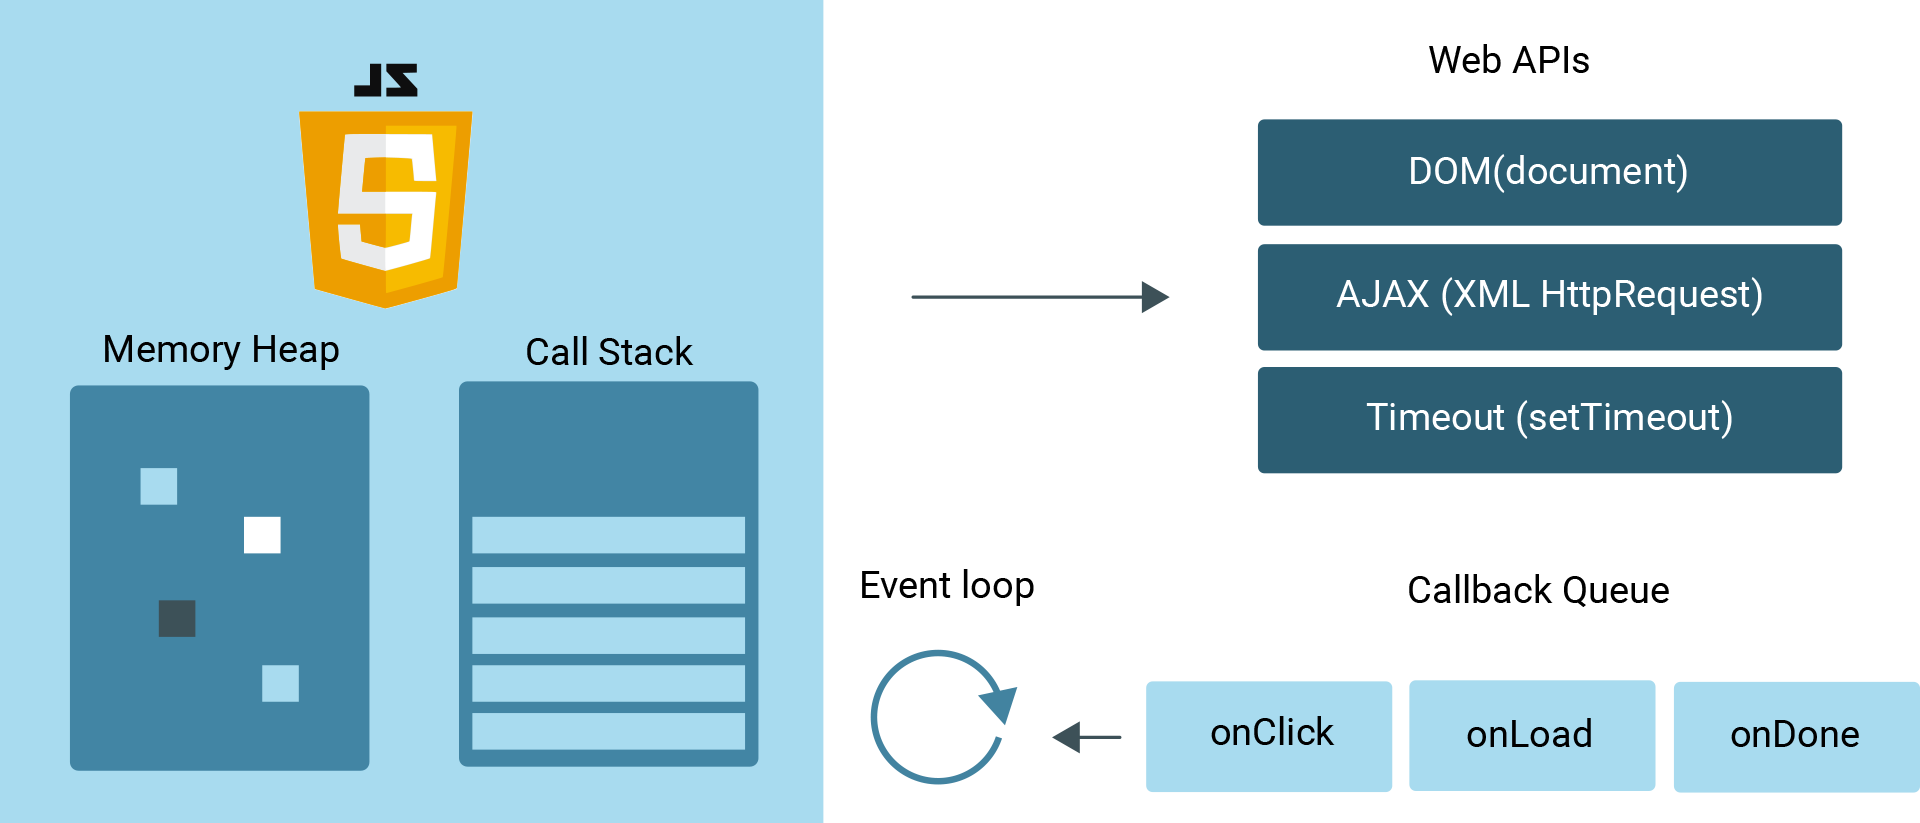 JS
Memory Heap
Call Stack
Web APIs
DOM(document)
AJAX (XML HttpRequest)
Timeout (setTimeout)
Event loop
Callback Queue
onClick
onLoad
onDone